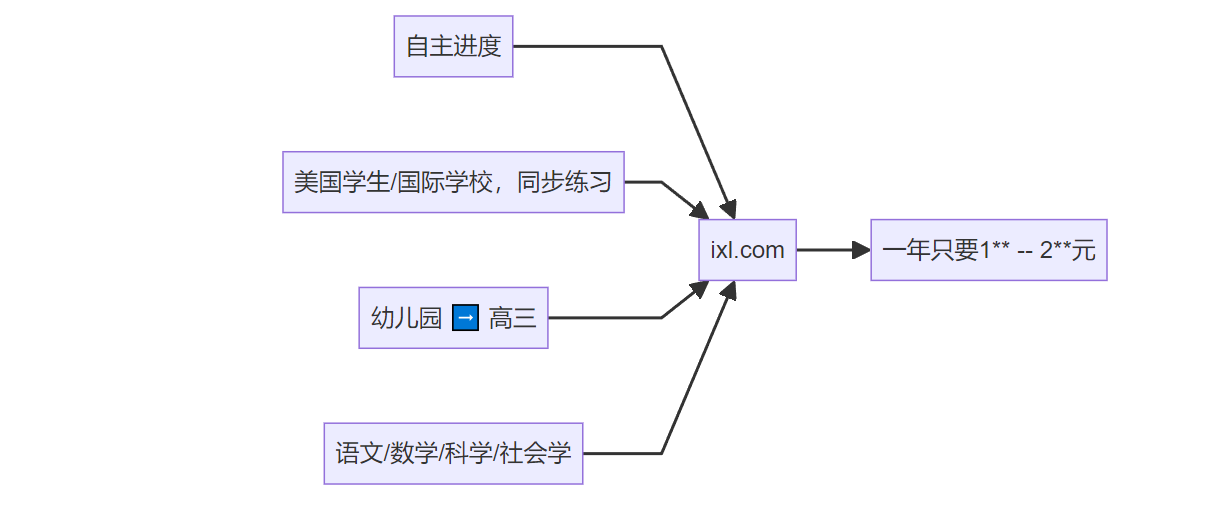 自主进度
美国学生/国际学校，同步练习
幼儿园 ➡️ 高三
语文/数学/科学/社会学
ixl.com
一年只要1** -- 2**元